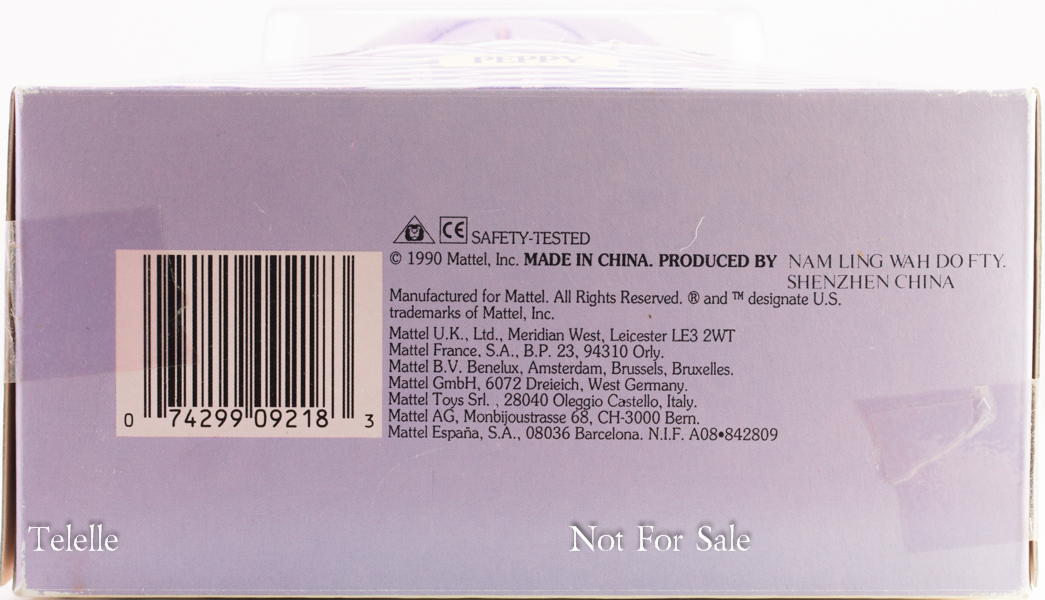 PEPPY
CE SAFETY-TESTED
© 1990 Mattel, Inc. MADE IN CHINA. PRODUCED BY NAM LING WAH DO FTY.
SHENZHEN CHINA
Manufactured for Mattel. All Rights Reserved. ® and ™ designate U.S.
trademarks of Mattel, Inc.
Mattel U.K., Ltd., Meridian West, Leicester LE3 2WT
Mattel France, S.A., B.P. 23, 94310 Orly.
Mattel B.V. Benelux, Amsterdam, Brussels, Bruxelles.
Mattel GmbH, 6072 Dreieich, West Germany.
Mattel Toys Srl. , 28040 Oleggio Castello, Italy.
Mattel AG, Monbijoustrasse 68, CH-3000 Bern.
Mattel España, S.A., 08036 Barcelona. N.I.F. A08•842809
0 74299 09218 3
Telelle
Not For Sale